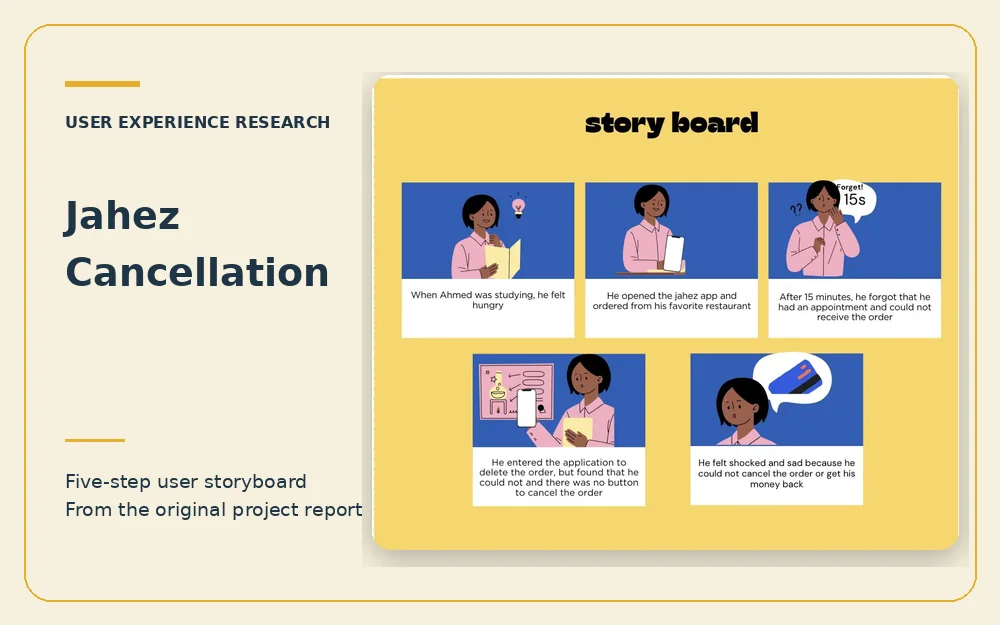 USER EXPERIENCE RESEARCH
Jahez
Cancellation
Five-step user storyboard
From the original project report
story board
When Ahmed was studying, he felt
hungry
He opened the jahez app and
ordered from his favorite restaurant
??
Forget!
15s
After 15 minutes, he forgot that he
had an appointment and could not
receive the order
He entered the application to
delete the order, but found that he
could not and there was no button
to cancel the order
He felt shocked and sad because he
could not cancel the order or get his
money back